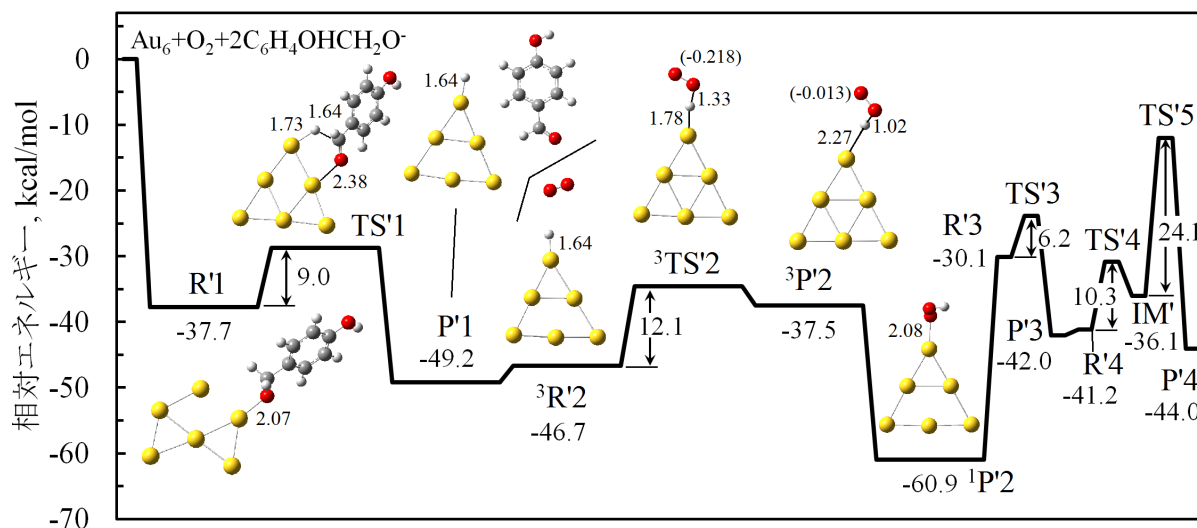 Au6+O2+2C6H4OHCH2O-
相対エネルギー, kcal/mol
0
-10
-20
-30
-40
-50
-60
-70
R'1
-37.7
2.07
9.0
TS'1
1.73
1.64
2.38
P'1
-49.2
1.64
³R'2
-46.7
1.64
12.1
³TS'2
(-0.218)
1.33
1.78
³P'2
-37.5
(-0.013)
1.02
2.27
-60.9 ¹P'2
2.08
R'3
-30.1
TS'3
6.2
P'3
-42.0
TS'4
10.3
R'4
-41.2
IM'
-36.1
TS'5
24.1
P'4
-44.0